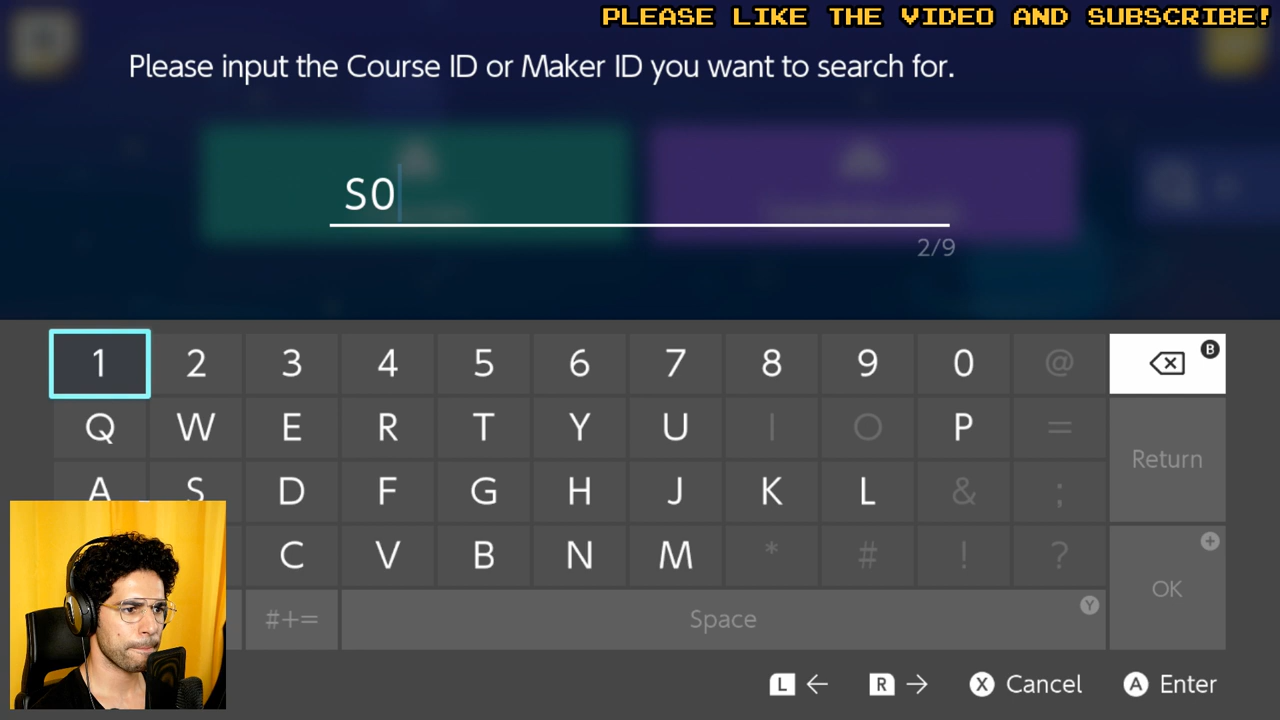 PLEASE LIKE THE VIDEO AND SUBSCRIBE!
Please input the Course ID or Maker ID you want to search for.
S0
2/9
1 2 3 4 5 6 7 8 9 0 @ B
Q W E R T Y U I O P = Return
A S D F G H J K L & ;
C V B N M * # ! ? + OK
#+= Space Y
L ← R → X Cancel A Enter